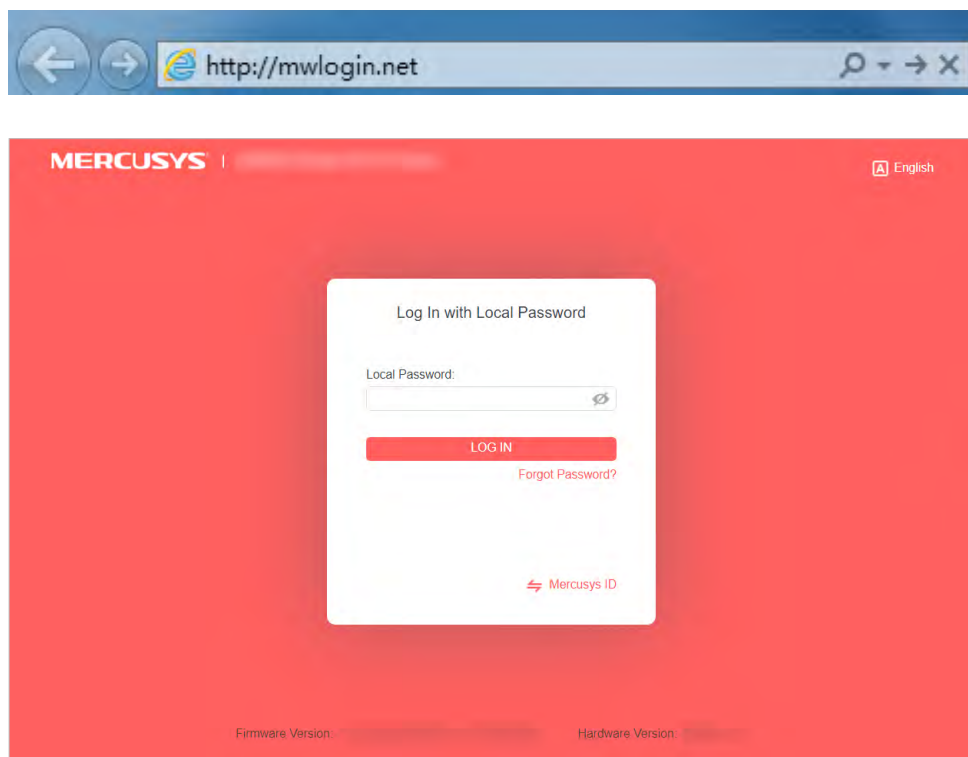 http://mwlogin.net
MERCUSYS |
English
Log In with Local Password
Local Password:
LOG IN
Forgot Password?
Mercusys ID
Firmware Version:
Hardware Version: